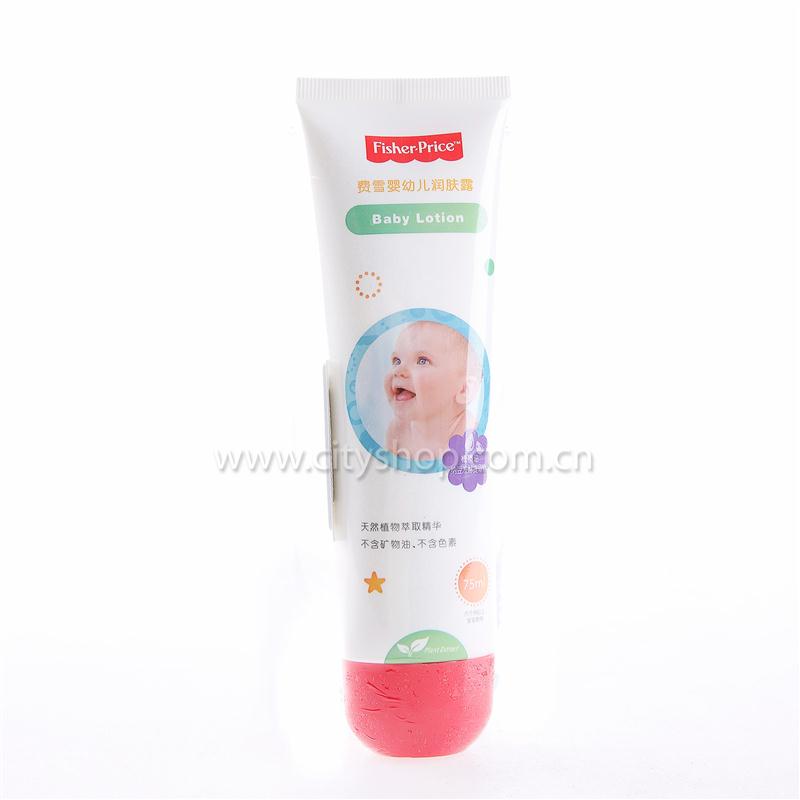 Fisher-Price™
费雪婴幼儿润肤露
Baby Lotion
www.cityshop.com.cn
天然植物萃取精华
不含矿物油、不含色素
75ml
Plant Extract